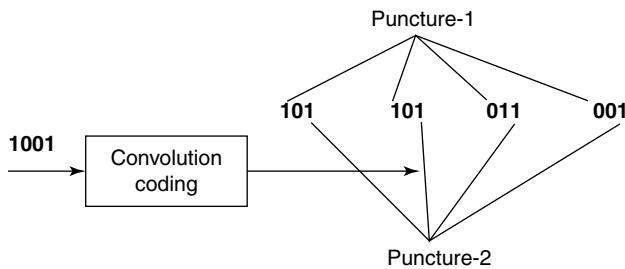 Puncture-1
101 101 011 001
1001
Convolution
coding
Puncture-2